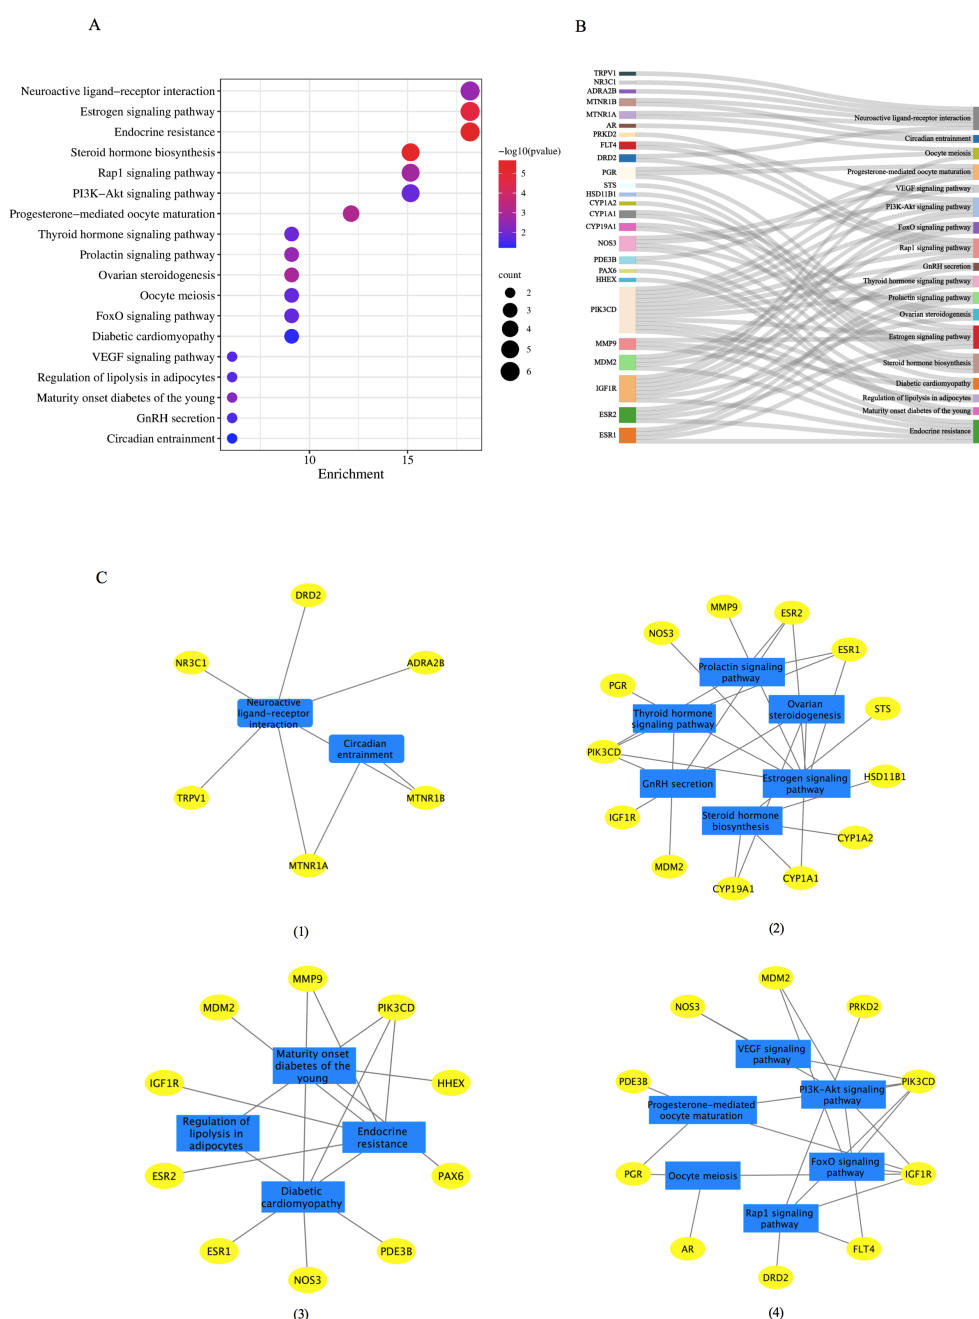 A
Neuroactive ligand−receptor interaction
Estrogen signaling pathway
Endocrine resistance
Steroid hormone biosynthesis
Rap1 signaling pathway
PI3K−Akt signaling pathway
Progesterone−mediated oocyte maturation
Thyroid hormone signaling pathway
Prolactin signaling pathway
Ovarian steroidogenesis
Oocyte meiosis
FoxO signaling pathway
Diabetic cardiomyopathy
VEGF signaling pathway
Regulation of lipolysis in adipocytes
Maturity onset diabetes of the young
GnRH secretion
Circadian entrainment
10
15
Enrichment
−log10(pvalue)
5
4
3
2
count
2
3
4
5
6
B
TRPV1
NR3C1
ADRA2B
MTNR1B
MTNR1A
AR
PRKD2
FLT4
DRD2
PGR
STS
HSD11B1
CYP1A2
CYP1A1
CYP19A1
NOS3
PDE3B
PAX6
HHEX
PIK3CD
MMP9
MDM2
IGF1R
ESR2
ESR1
Neuroactive ligand−receptor interaction
Circadian entrainment
Oocyte meiosis
Progesterone−mediated oocyte maturation
VEGF signaling pathway
PI3K−Akt signaling pathway
FoxO signaling pathway
Rap1 signaling pathway
GnRH secretion
Thyroid hormone signaling pathway
Prolactin signaling pathway
Ovarian steroidogenesis
Estrogen signaling pathway
Steroid hormone biosynthesis
Diabetic cardiomyopathy
Regulation of lipolysis in adipocytes
Maturity onset diabetes of the young
Endocrine resistance
C
DRD2
NR3C1
ADRA2B
Neuroactive
ligand−receptor
interaction
Circadian
entrainment
TRPV1
MTNR1B
MTNR1A
(1)
MMP9
ESR2
NOS3
ESR1
Prolactin signaling
pathway
PGR
Ovarian
steroidogenesis
STS
Thyroid hormone
signaling pathway
PIK3CD
GnRH secretion
Estrogen signaling
pathway
HSD11B1
IGF1R
Steroid hormone
biosynthesis
CYP1A2
MDM2
CYP19A1
CYP1A1
(2)
MMP9
MDM2
PIK3CD
Maturity onset
diabetes of the
young
IGF1R
HHEX
Regulation of
lipolysis in
adipocytes
Endocrine
resistance
ESR2
PAX6
Diabetic
cardiomyopathy
ESR1
PDE3B
NOS3
(3)
MDM2
NOS3
PRKD2
VEGF signaling
pathway
PDE3B
PIK3CD
PI3K−Akt signaling
pathway
Progesterone−mediated
oocyte maturation
PGR
Oocyte meiosis
FoxO signaling
pathway
IGF1R
Rap1 signaling
pathway
AR
FLT4
DRD2
(4)